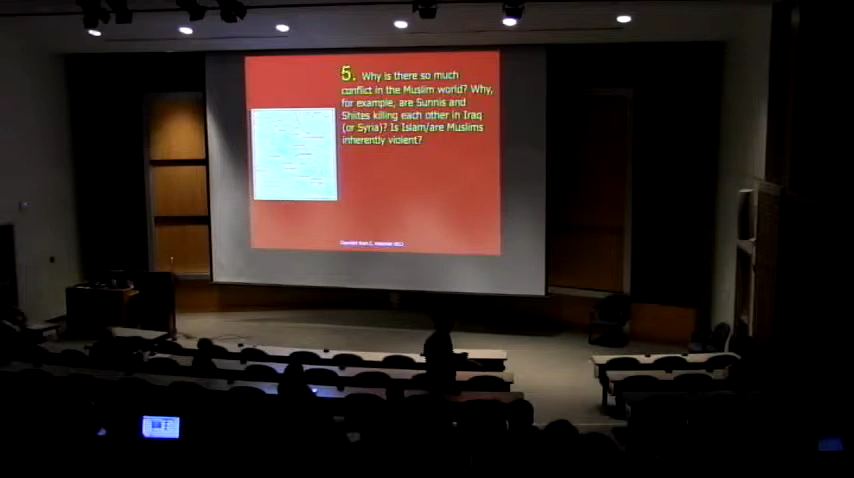 5. Why is there so much
conflict in the Muslim world? Why,
for example, are Sunnis and
Shiites killing each other in Iraq
(or Syria)? Is Islam/are Muslims
inherently violent?
Copyright